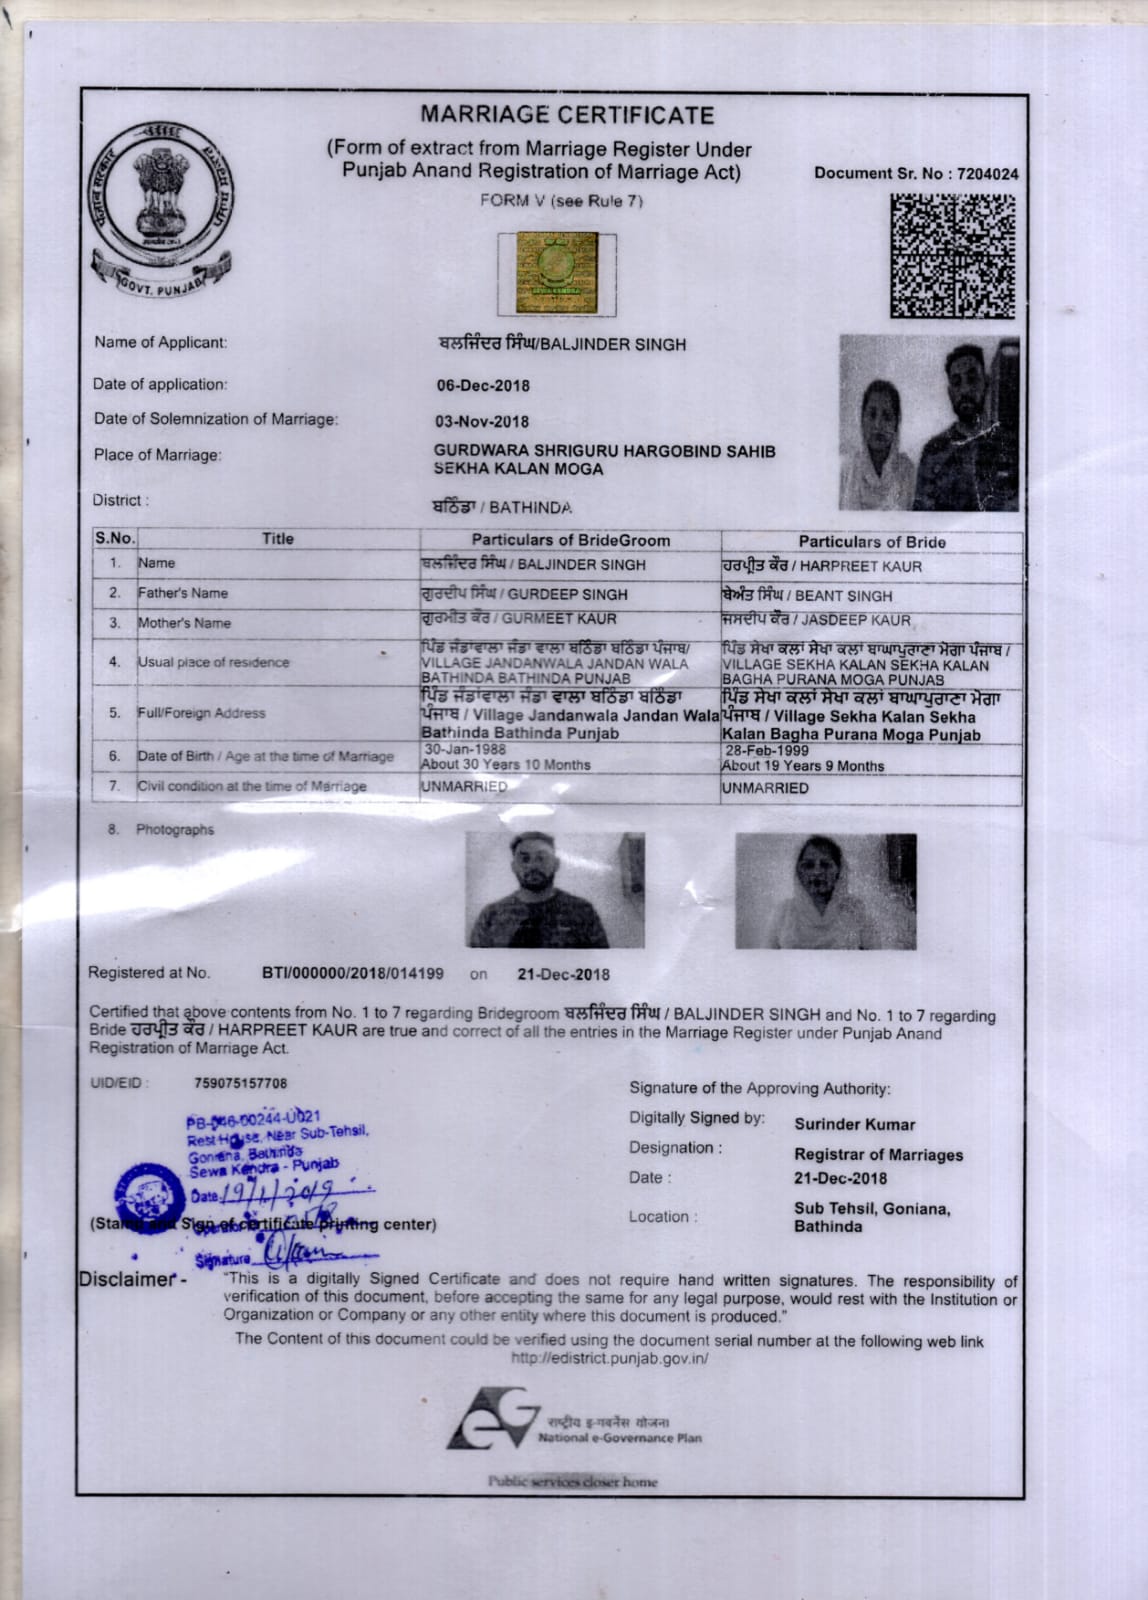 MARRIAGE CERTIFICATE
(Form of extract from Marriage Register Under
Punjab Anand Registration of Marriage Act)
FORM V (see Rule 7)
Document Sr. No : 7204024
GOVT. PUNJAB
Name of Applicant: ਬਲਜਿੰਦਰ ਸਿੰਘ/BALJINDER SINGH
Date of application: 06-Dec-2018
Date of Solemnization of Marriage: 03-Nov-2018
Place of Marriage: GURDWARA SHRIGURU HARGOBIND SAHIB
SEKHA KALAN MOGA
District : ਬਠਿੰਡਾ / BATHINDA
S.No. Title Particulars of BrideGroom Particulars of Bride
1. Name ਬਲਜਿੰਦਰ ਸਿੰਘ / BALJINDER SINGH ਹਰਪ੍ਰੀਤ ਕੌਰ / HARPREET KAUR
2. Father's Name ਗੁਰਦੀਪ ਸਿੰਘ / GURDEEP SINGH ਬੇਅੰਤ ਸਿੰਘ / BEANT SINGH
3. Mother's Name ਗੁਰਮੀਤ ਕੌਰ / GURMEET KAUR ਜਸਦੀਪ ਕੌਰ / JASDEEP KAUR
4. Usual place of residence
ਪਿੰਡ ਜੰਡਾਂਵਾਲਾ ਜੰਡਾ ਵਾਲਾ ਬਠਿੰਡਾ ਬਠਿੰਡਾ ਪੰਜਾਬ/
VILLAGE JANDANWALA JANDAN WALA
BATHINDA BATHINDA PUNJAB
ਪਿੰਡ ਸੇਖਾ ਕਲਾਂ ਸੇਖਾ ਕਲਾਂ ਬਾਘਾਪੁਰਾਣਾ ਮੋਗਾ ਪੰਜਾਬ /
VILLAGE SEKHA KALAN SEKHA KALAN
BAGHA PURANA MOGA PUNJAB
5. Full/Foreign Address
ਪਿੰਡ ਜੰਡਾਂਵਾਲਾ ਜੰਡਾ ਵਾਲਾ ਬਠਿੰਡਾ ਬਠਿੰਡਾ
ਪੰਜਾਬ / Village Jandanwala Jandan Wala
Bathinda Bathinda Punjab
ਪਿੰਡ ਸੇਖਾ ਕਲਾਂ ਸੇਖਾ ਕਲਾਂ ਬਾਘਾਪੁਰਾਣਾ ਮੋਗਾ
ਪੰਜਾਬ / Village Sekha Kalan Sekha
Kalan Bagha Purana Moga Punjab
6. Date of Birth / Age at the time of Marriage
30-Jan-1988
About 30 Years 10 Months
28-Feb-1999
About 19 Years 9 Months
7. Civil condition at the time of Marriage UNMARRIED UNMARRIED
8. Photographs
Registered at No. BTI/000000/2018/014199 on 21-Dec-2018
Certified that above contents from No. 1 to 7 regarding Bridegroom ਬਲਜਿੰਦਰ ਸਿੰਘ / BALJINDER SINGH and No. 1 to 7 regarding
Bride ਹਰਪ੍ਰੀਤ ਕੌਰ / HARPREET KAUR are true and correct of all the entries in the Marriage Register under Punjab Anand
Registration of Marriage Act.
UID/EID : 759075157708
PB-046-00244-U021
Rest House, Near Sub-Tehsil,
Goniana, Bathinda
Sewa Kendra - Punjab
Date 19/1/2019
(Stamp and Sign of certificate printing center)
Signature
Signature of the Approving Authority:
Digitally Signed by: Surinder Kumar
Designation : Registrar of Marriages
Date : 21-Dec-2018
Location : Sub Tehsil, Goniana,
Bathinda
Disclaimer - "This is a digitally Signed Certificate and does not require hand written signatures. The responsibility of
verification of this document, before accepting the same for any legal purpose, would rest with the Institution or
Organization or Company or any other entity where this document is produced."
The Content of this document could be verified using the document serial number at the following web link
http://edistrict.punjab.gov.in/
राष्ट्रीय इ-गवर्नेंस योजना
National e-Governance Plan
Public services closer home